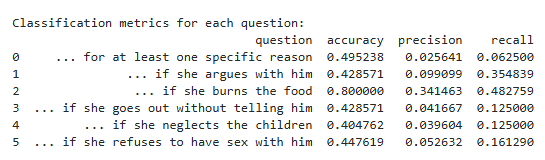 Classification metrics for each question:
question accuracy precision recall
0 ... for at least one specific reason 0.495238 0.025641 0.062500
1 ... if she argues with him 0.428571 0.099099 0.354839
2 ... if she burns the food 0.800000 0.341463 0.482759
3 ... if she goes out without telling him 0.428571 0.041667 0.125000
4 ... if she neglects the children 0.404762 0.039604 0.125000
5 ... if she refuses to have sex with him 0.447619 0.052632 0.161290